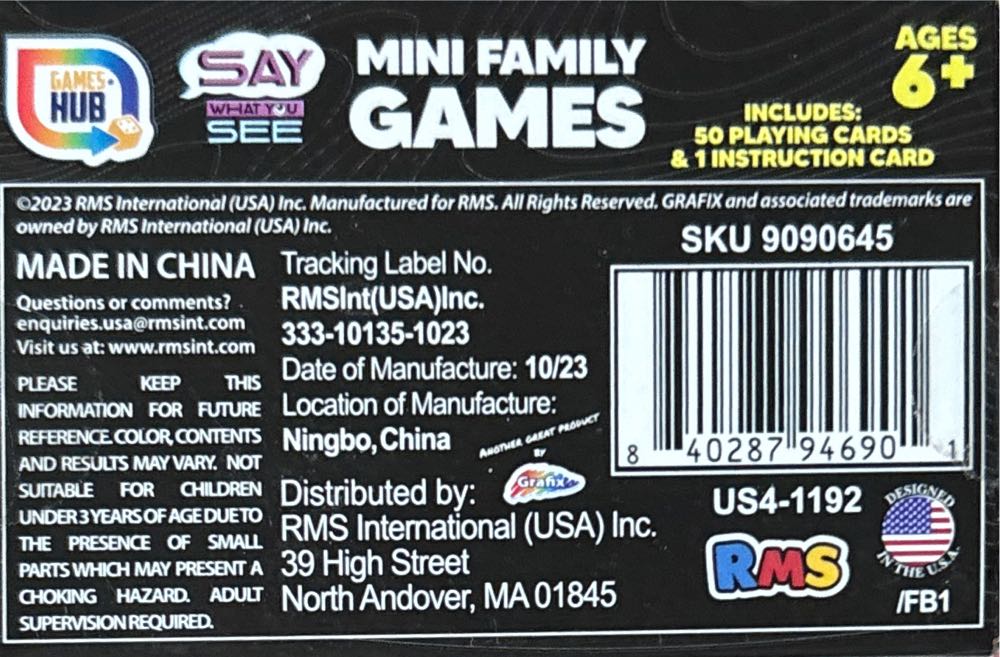 GAMES
HUB
SAY
WHAT YOU
SEE
MINI FAMILY
GAMES
AGES
6+
INCLUDES:
50 PLAYING CARDS
& 1 INSTRUCTION CARD
©2023 RMS International (USA) Inc. Manufactured for RMS. All Rights Reserved. GRAFIX and associated trademarks are
owned by RMS International (USA) Inc.
MADE IN CHINA
Questions or comments?
enquiries.usa@rmsint.com
Visit us at: www.rmsint.com
PLEASE KEEP THIS
INFORMATION FOR FUTURE
REFERENCE. COLOR, CONTENTS
AND RESULTS MAY VARY. NOT
SUITABLE FOR CHILDREN
UNDER 3 YEARS OF AGE DUE TO
THE PRESENCE OF SMALL
PARTS WHICH MAY PRESENT A
CHOKING HAZARD. ADULT
SUPERVISION REQUIRED.
Tracking Label No.
RMSInt(USA)Inc.
333-10135-1023
Date of Manufacture: 10/23
Location of Manufacture:
Ningbo, China
ANOTHER GREAT PRODUCT
BY
Grafix
Distributed by:
RMS International (USA) Inc.
39 High Street
North Andover, MA 01845
SKU 9090645
8 40287 94690 1
US4-1192
RMS
DESIGNED
IN THE U.S.A.
/FB1